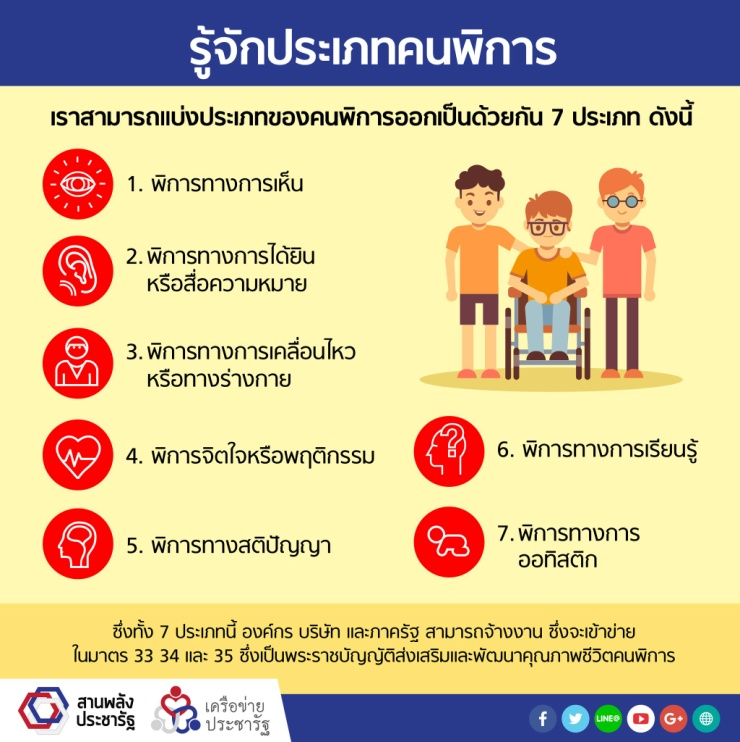 รู้จักประเภทคนพิการ
เราสามารถแบ่งประเภทของคนพิการออกเป็นด้วยกัน 7 ประเภท ดังนี้
1. พิการทางการเห็น
2. พิการทางการได้ยิน
หรือสื่อความหมาย
3. พิการทางการเคลื่อนไหว
หรือทางร่างกาย
4. พิการจิตใจหรือพฤติกรรม
5. พิการทางสติปัญญา
6. พิการทางการเรียนรู้
7. พิการทางการ
ออทิสติก
ซึ่งทั้ง 7 ประเภทนี้ องค์กร บริษัท และภาครัฐ สามารถจ้างงาน ซึ่งจะเข้าข่าย
ในมาตร 33 34 และ 35 ซึ่งเป็นพระราชบัญญัติส่งเสริมและพัฒนาคุณภาพชีวิตคนพิการ
สานพลัง
ประชารัฐ
เครือข่าย
ประชารัฐ
LINE@
G+